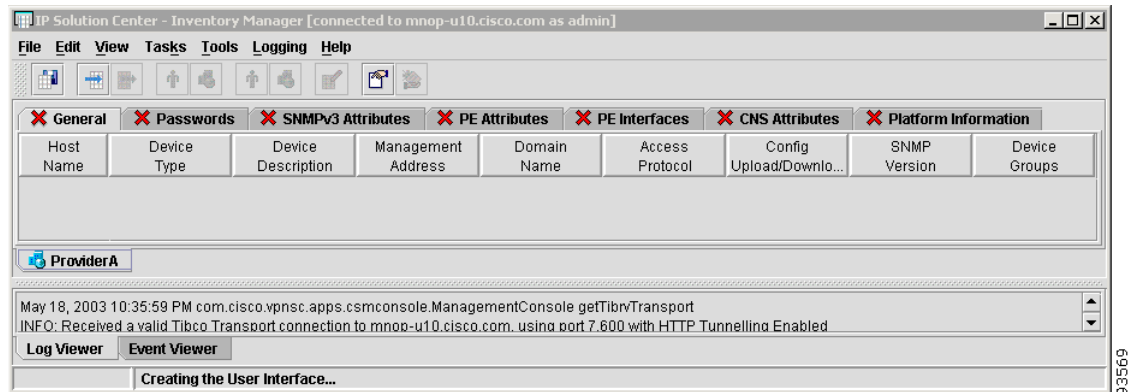 IP Solution Center - Inventory Manager [connected to mnop-u10.cisco.com as admin]
File Edit View Tasks Tools Logging Help
General Passwords SNMPv3 Attributes PE Attributes PE Interfaces CNS Attributes Platform Information
Host Name Device Type Device Description Management Address Domain Name Access Protocol Config Upload/Downlo... SNMP Version Device Groups
ProviderA
May 18, 2003 10:35:59 PM com.cisco.vpnsc.apps.csmconsole.ManagementConsole getTibrvTransport
INFO: Received a valid Tibco Transport connection to mnop-u10.cisco.com, using port 7,600 with HTTP Tunnelling Enabled
Log Viewer Event Viewer
Creating the User Interface...
93569